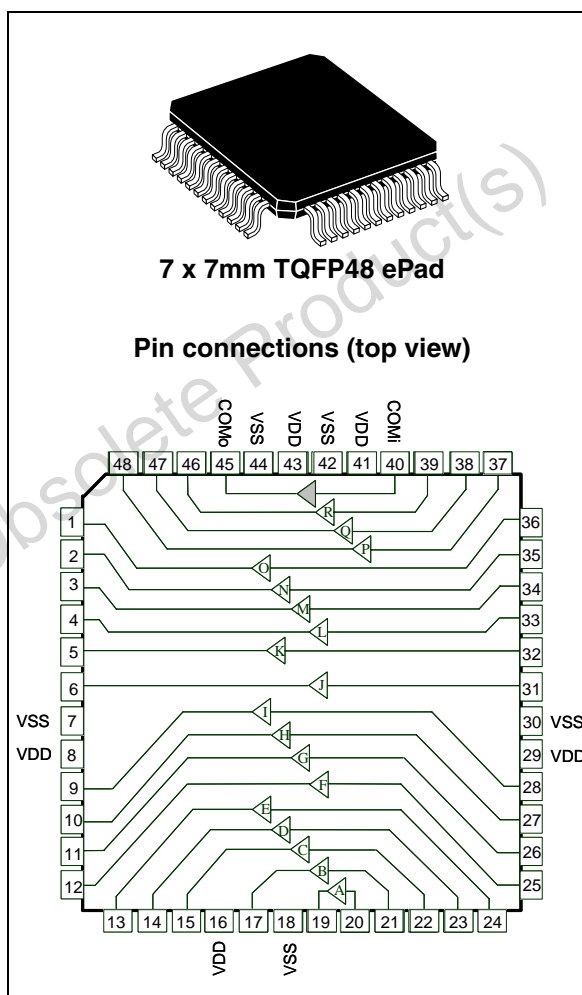 7 x 7mm TQFP48 ePad
Pin connections (top view)
COMo VSS VDD VSS VDD COMi
48 47 46 45 44 43 42 41 40 39 38 37
R
Q
P
1 O 36
2 N 35
3 M 34
4 L 33
5 K 32
6 J 31
VSS 7 I 30 VSS
VDD 8 H 29 VDD
9 G 28
10 F 27
11 E 26
12 D 25
C
B
A
13 14 15 16 17 18 19 20 21 22 23 24
VDD VSS
Obsolete Product(s)